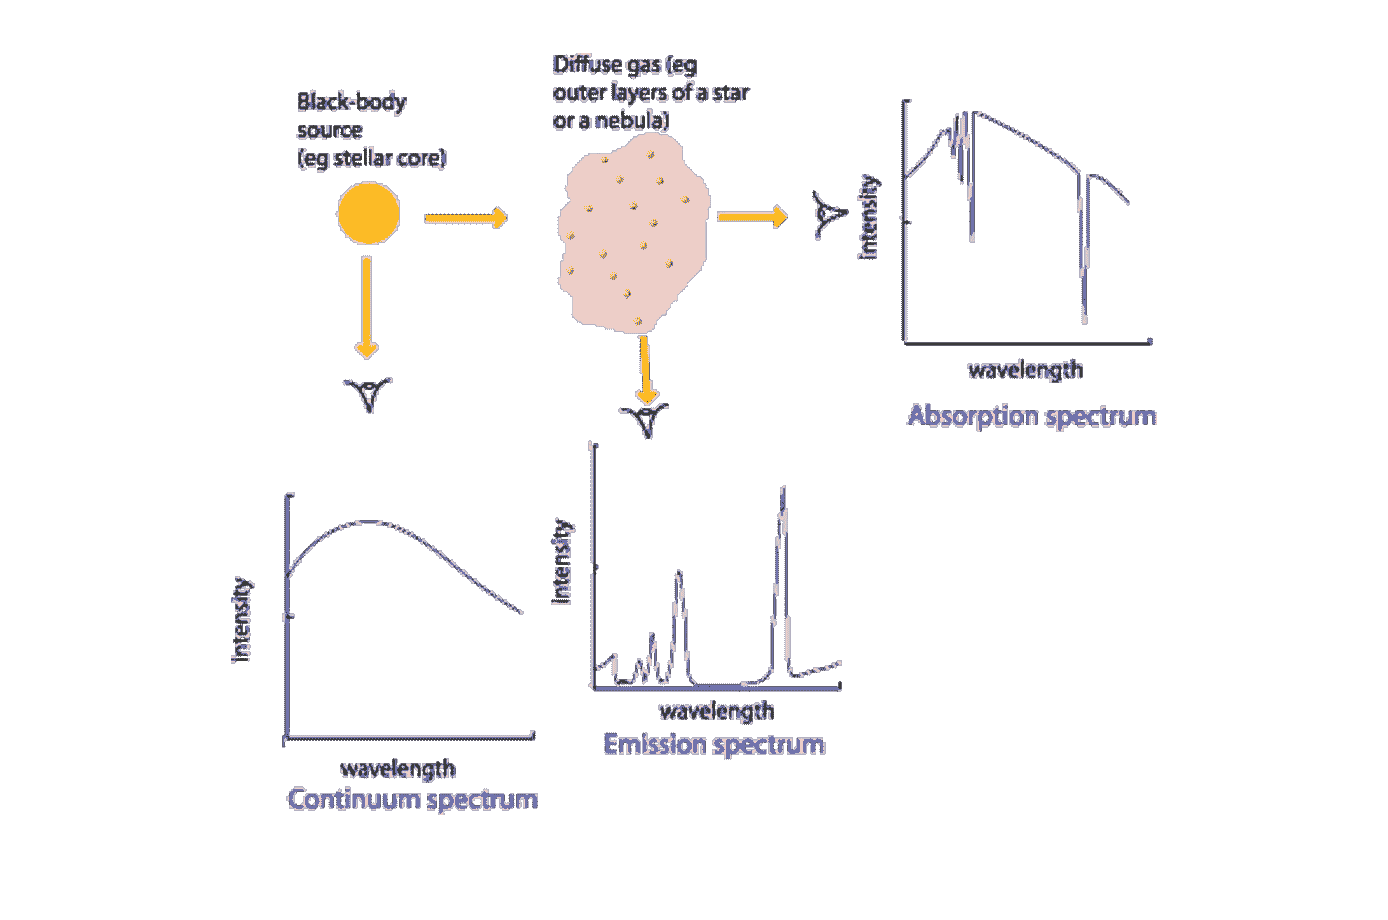 Diffuse gas (eg
outer layers of a star
or a nebula)
Black-body
source
(eg stellar core)
Intensity
wavelength
Absorption spectrum
Intensity
wavelength
Emission spectrum
Intensity
wavelength
Continuum spectrum